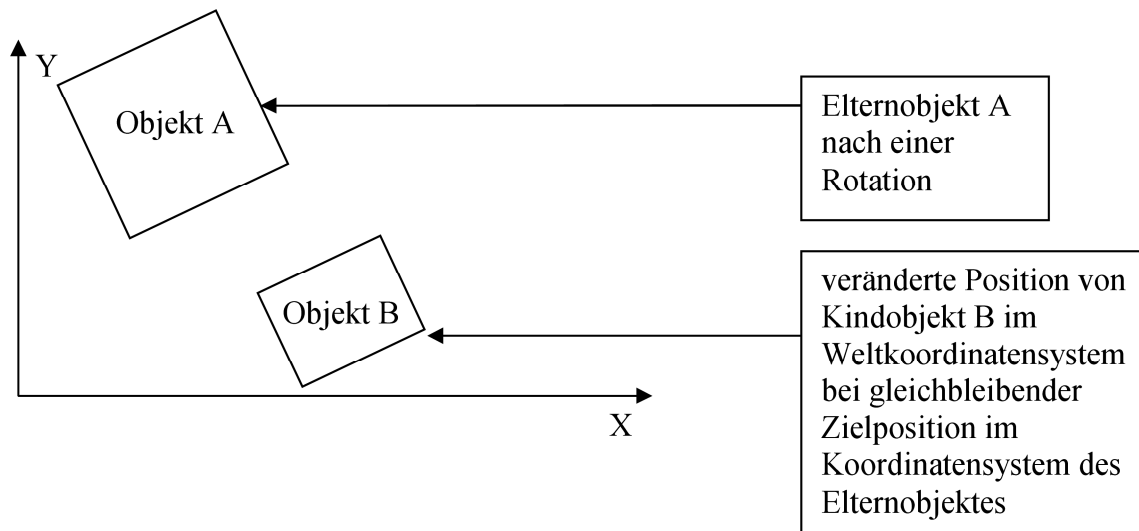 Y
Objekt A
Elternobjekt A
nach einer
Rotation
Objekt B
veränderte Position von
Kindobjekt B im
Weltkoordinatensystem
bei gleichbleibender
Zielposition im
Koordinatensystem des
Elternobjektes
X